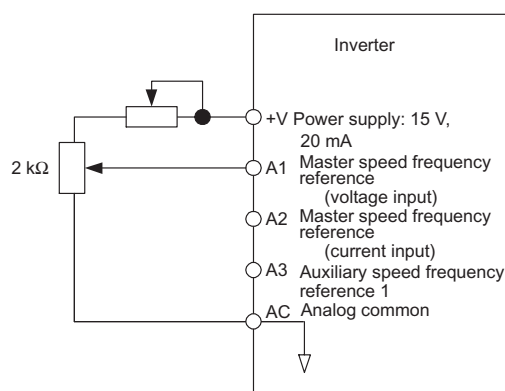 Inverter
+V Power supply: 15 V,
20 mA
2 kΩ
A1 Master speed frequency
reference
(voltage input)
A2 Master speed frequency
reference
(current input)
A3 Auxiliary speed frequency
reference 1
AC Analog common